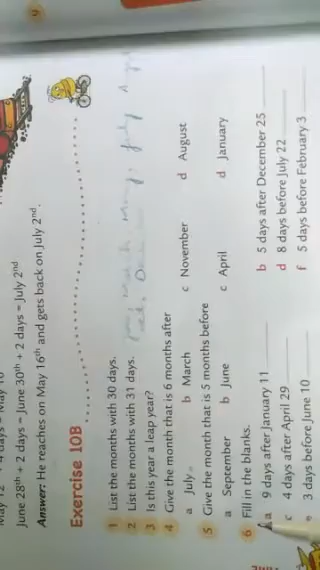 June 28th + 2 days = June 30th + 2 days = July 2nd
Answer: He reaches on May 16th and gets back on July 2nd
Exercise 10B
1 List the months with 30 days.
2 List the months with 31 days.
3 Is this year a leap year?
4 Give the month that is 6 months after
a July b March c November d August
5 Give the month that is 5 months before
a September b June c April d January
6 Fill in the blanks.
a 9 days after January 11 b 5 days after December 25
c 4 days after April 29 d 8 days before July 22
e 3 days before June 10 f 5 days before February 3